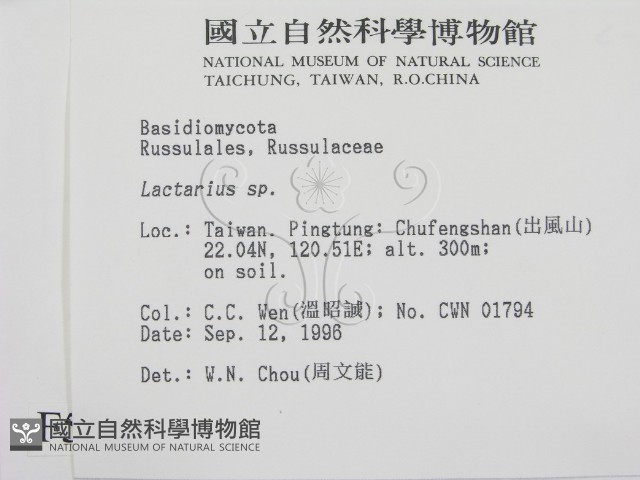 國立自然科學博物館
NATIONAL MUSEUM OF NATURAL SCIENCE
TAICHUNG, TAIWAN, R.O.CHINA
Basidiomycota
Russulales, Russulaceae
Lactarius sp.
Loc.: Taiwan. Pingtung: Chufengshan(出風山)
22.04N, 120.51E; alt. 300m;
on soil.
Col.: C.C. Wen(溫昭誠); No. CWN 01794
Date: Sep. 12, 1996
Det.: W.N. Chou(周文能)
國立自然科學博物館
NATIONAL MUSEUM OF NATURAL SCIENCE